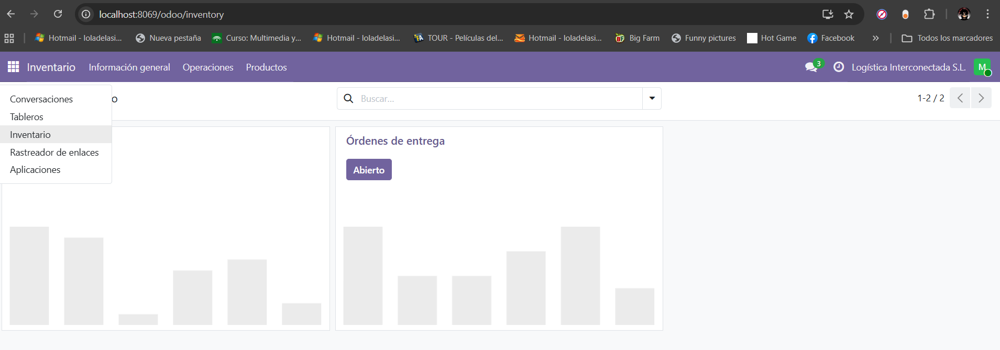 localhost:8069/odoo/inventory
Hotmail - loladelasi...
Nueva pestaña
Curso: Multimedia y...
Hotmail - loladelasi...
TOUR - Películas del...
Hotmail - loladelasi...
Big Farm
Funny pictures
Hot Game
Facebook
»
Todos los marcadores
Inventario
Información general
Operaciones
Productos
3
Logística Interconectada S.L.
M
Conversaciones
Tableros
Inventario
Rastreador de enlaces
Aplicaciones
o
Buscar...
1-2 / 2
Órdenes de entrega
Abierto